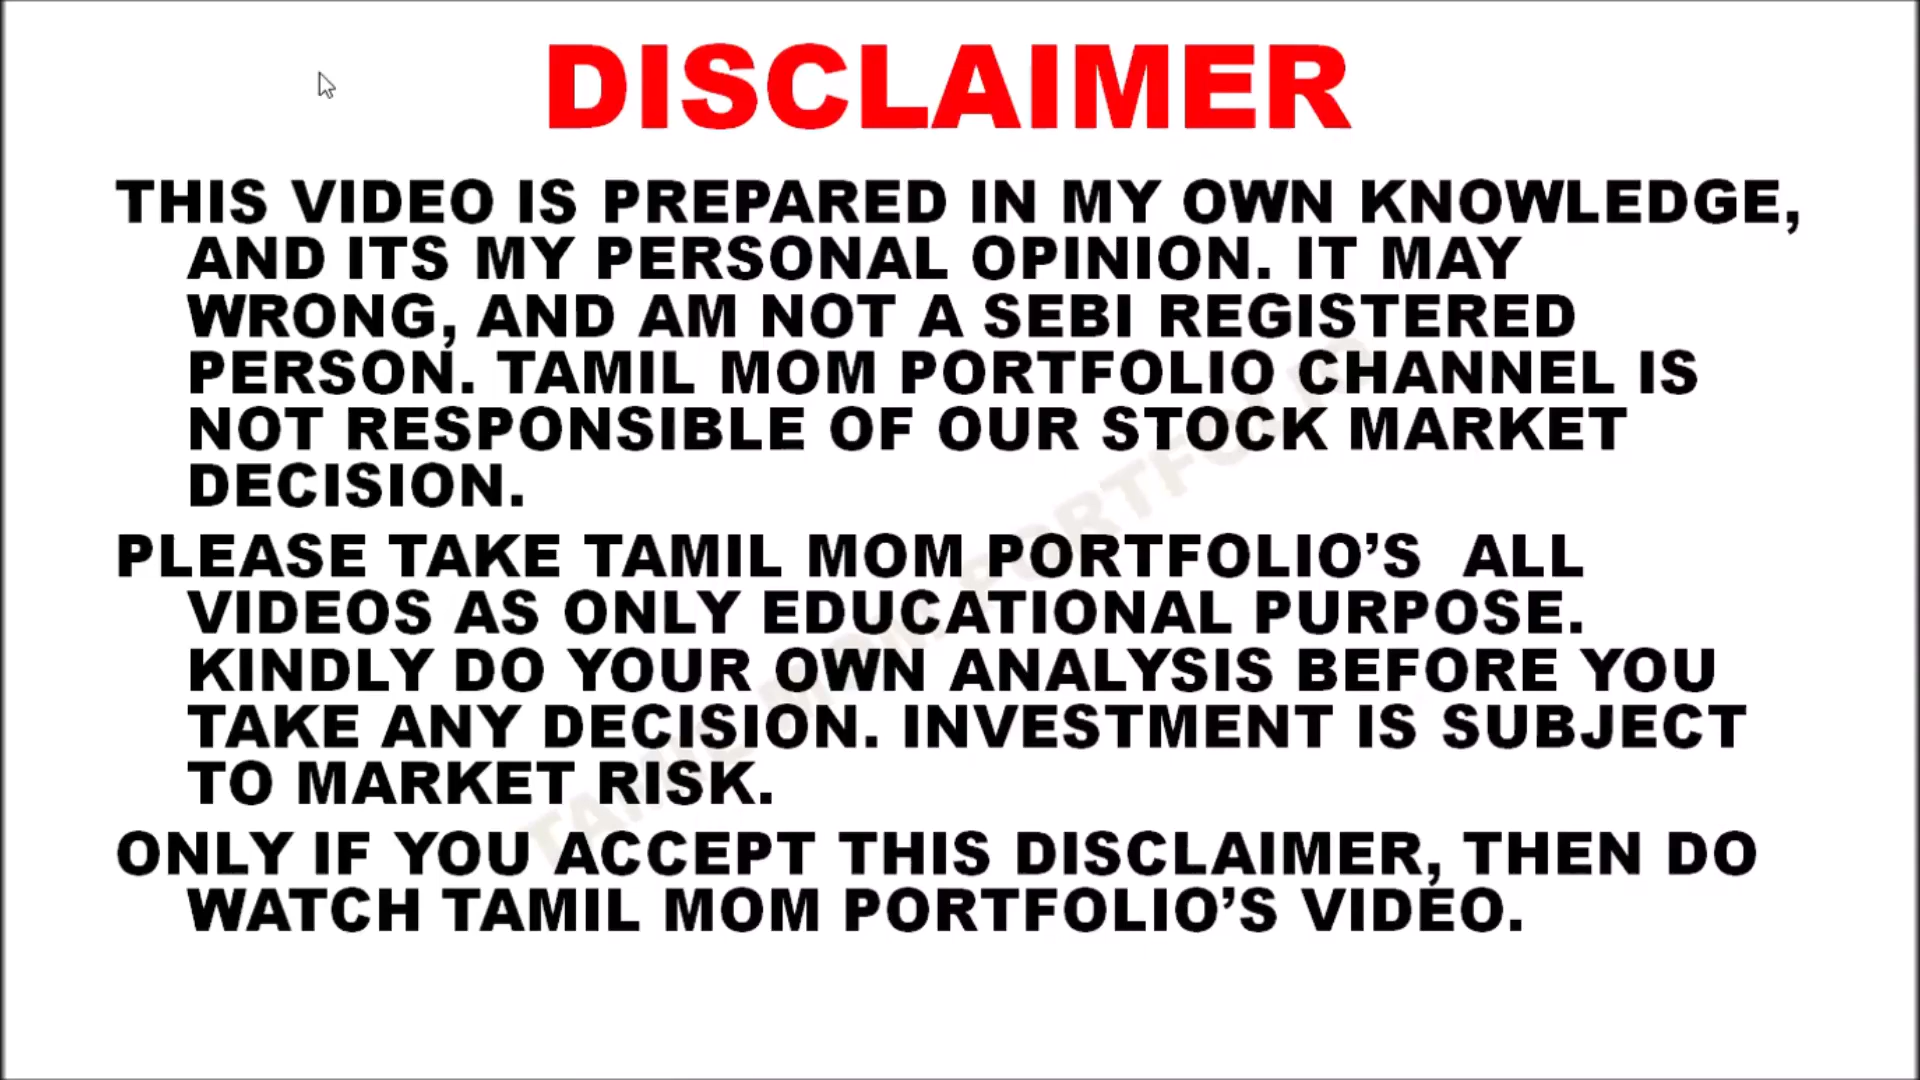 DISCLAIMER
THIS VIDEO IS PREPARED IN MY OWN KNOWLEDGE,
AND ITS MY PERSONAL OPINION. IT MAY
WRONG, AND AM NOT A SEBI REGISTERED
PERSON. TAMIL MOM PORTFOLIO CHANNEL IS
NOT RESPONSIBLE OF OUR STOCK MARKET
DECISION.
PLEASE TAKE TAMIL MOM PORTFOLIO’S  ALL
VIDEOS AS ONLY EDUCATIONAL PURPOSE.
KINDLY DO YOUR OWN ANALYSIS BEFORE YOU
TAKE ANY DECISION. INVESTMENT IS SUBJECT
TO MARKET RISK.
ONLY IF YOU ACCEPT THIS DISCLAIMER, THEN DO
WATCH TAMIL MOM PORTFOLIO’S VIDEO.
TAMIL MOM PORTFOLIO